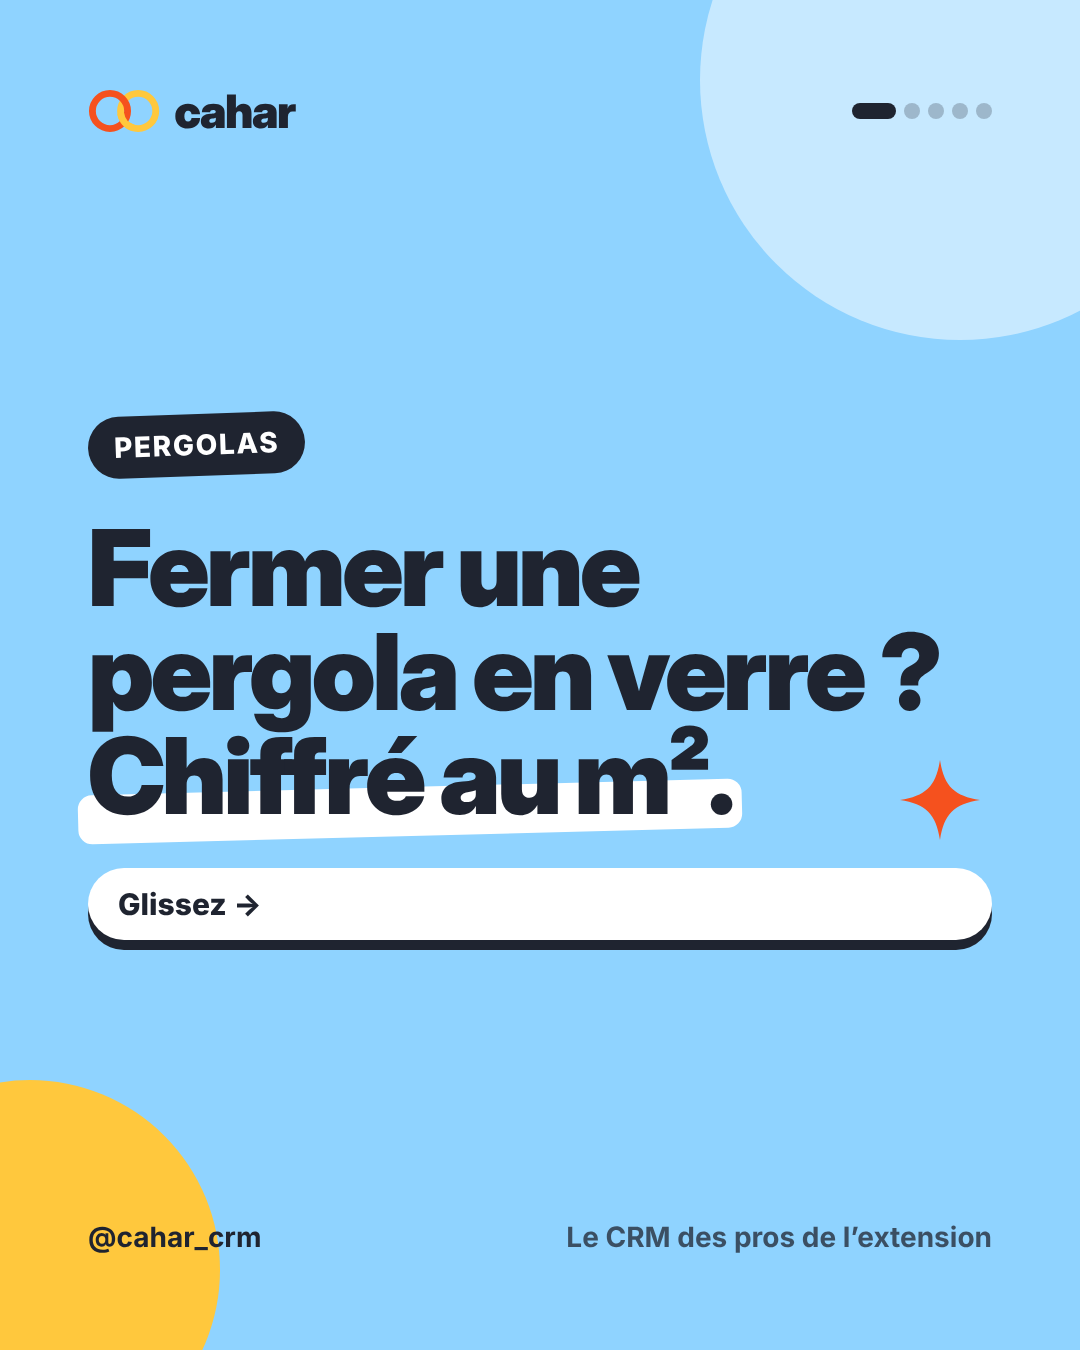 cahar
PERGOLAS
Fermer une
pergola en verre ?
Chiffré au m².
Glissez →
@cahar_crm
Le CRM des pros de l’extension